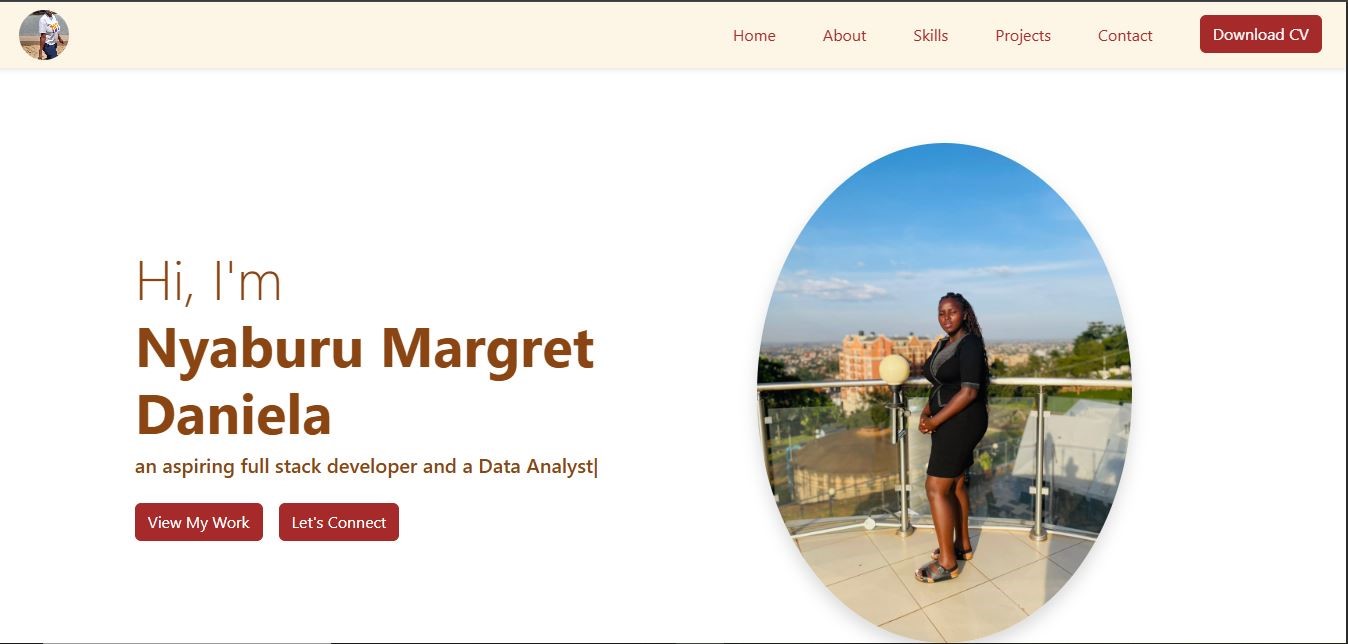 Home About Skills Projects Contact Download CV
Hi, I'm
Nyaburu Margret
Daniela
an aspiring full stack developer and a Data Analyst|
View My Work Let's Connect